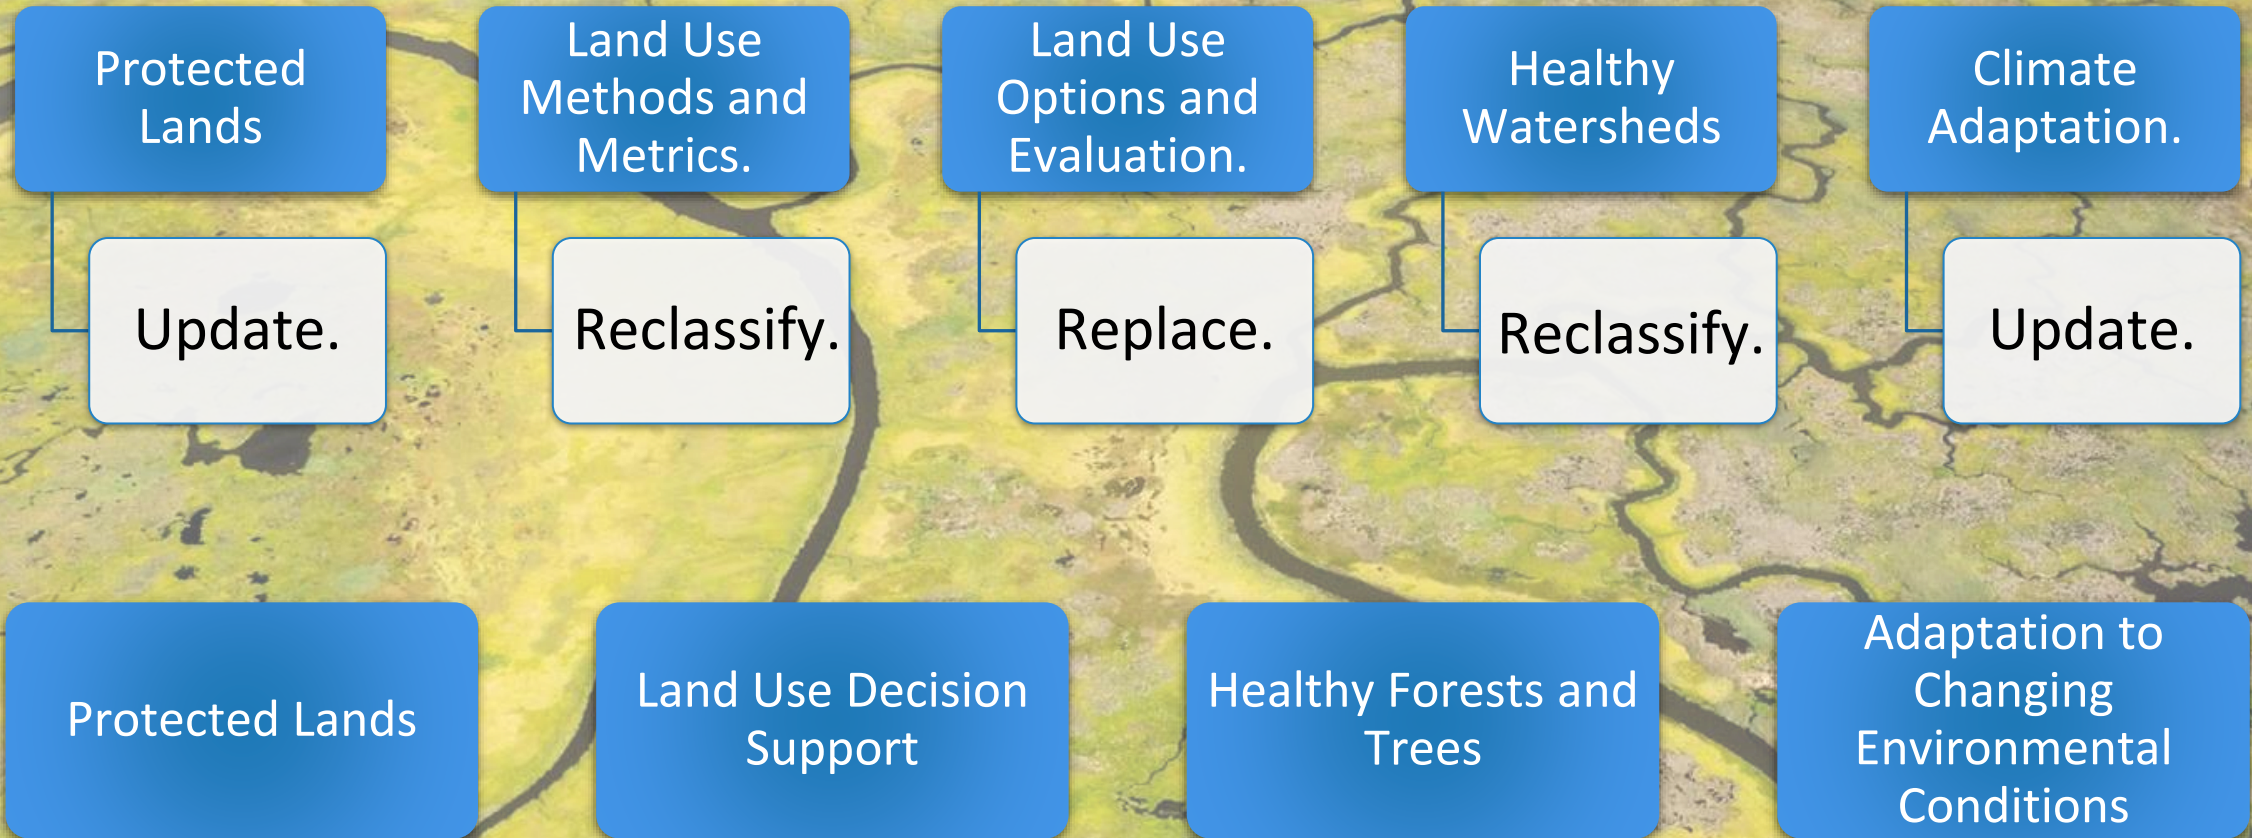 Protected
Lands
Land Use
Methods and
Metrics.
Land Use
Options and
Evaluation.
Healthy
Watersheds
Climate
Adaptation.
Update.
Reclassify.
Replace.
Reclassify.
Update.
Protected Lands
Land Use Decision
Support
Healthy Forests and
Trees
Adaptation to
Changing
Environmental
Conditions